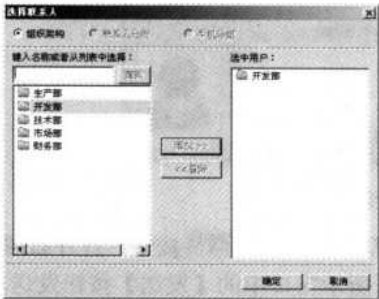 选择联系人
组织架构
键入名称或者从列表中选择：
选中用户：
生产部
开发部
技术部
市场部
财务部
开发部
确定
取消